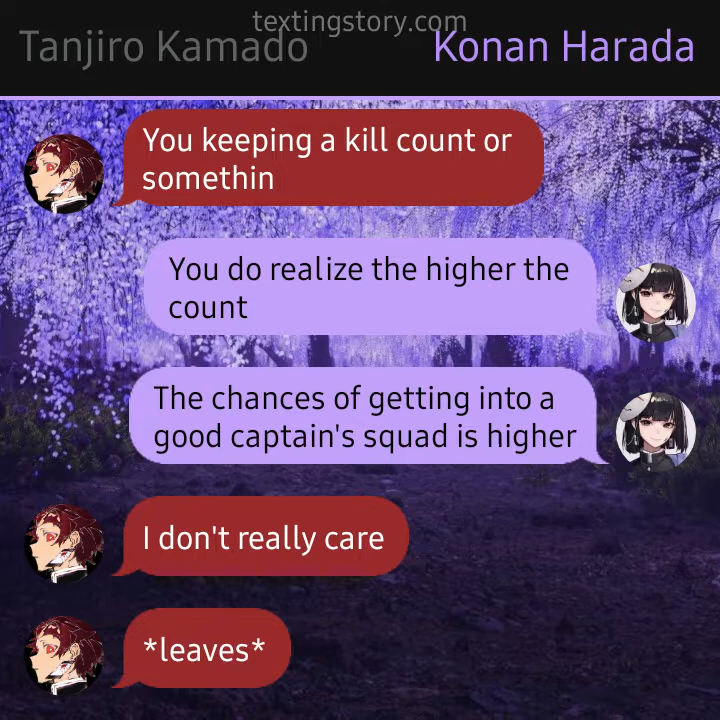 textingstory.com
Tanjiro Kamado
Konan Harada
You keeping a kill count or
somethin
You do realize the higher the
count
The chances of getting into a
good captain's squad is higher
I don't really care
*leaves*